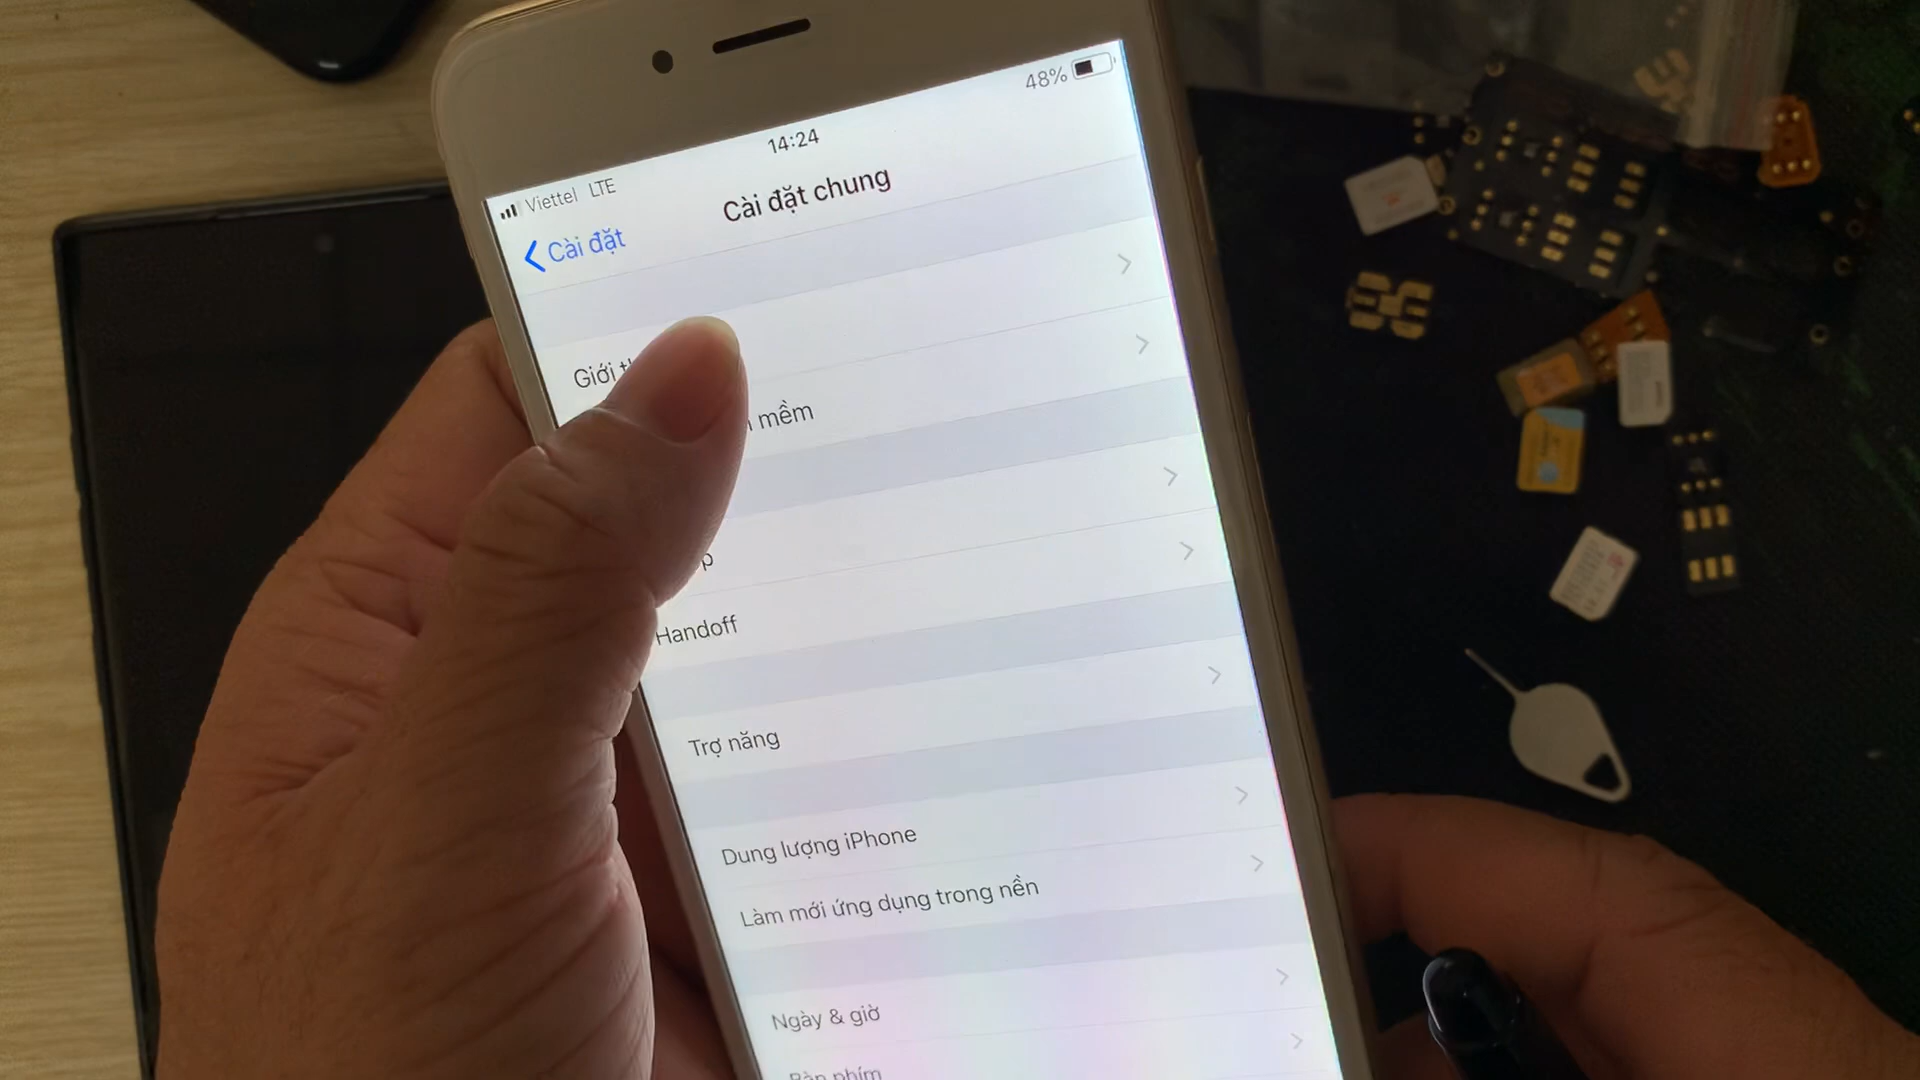 48%
14:24
Viettel LTE
Cài đặt chung
Cài đặt
Giới
mềm
Handoff
Trợ năng
Dung lượng iPhone
Làm mới ứng dụng trong nền
Ngày & giờ
Bàn phím